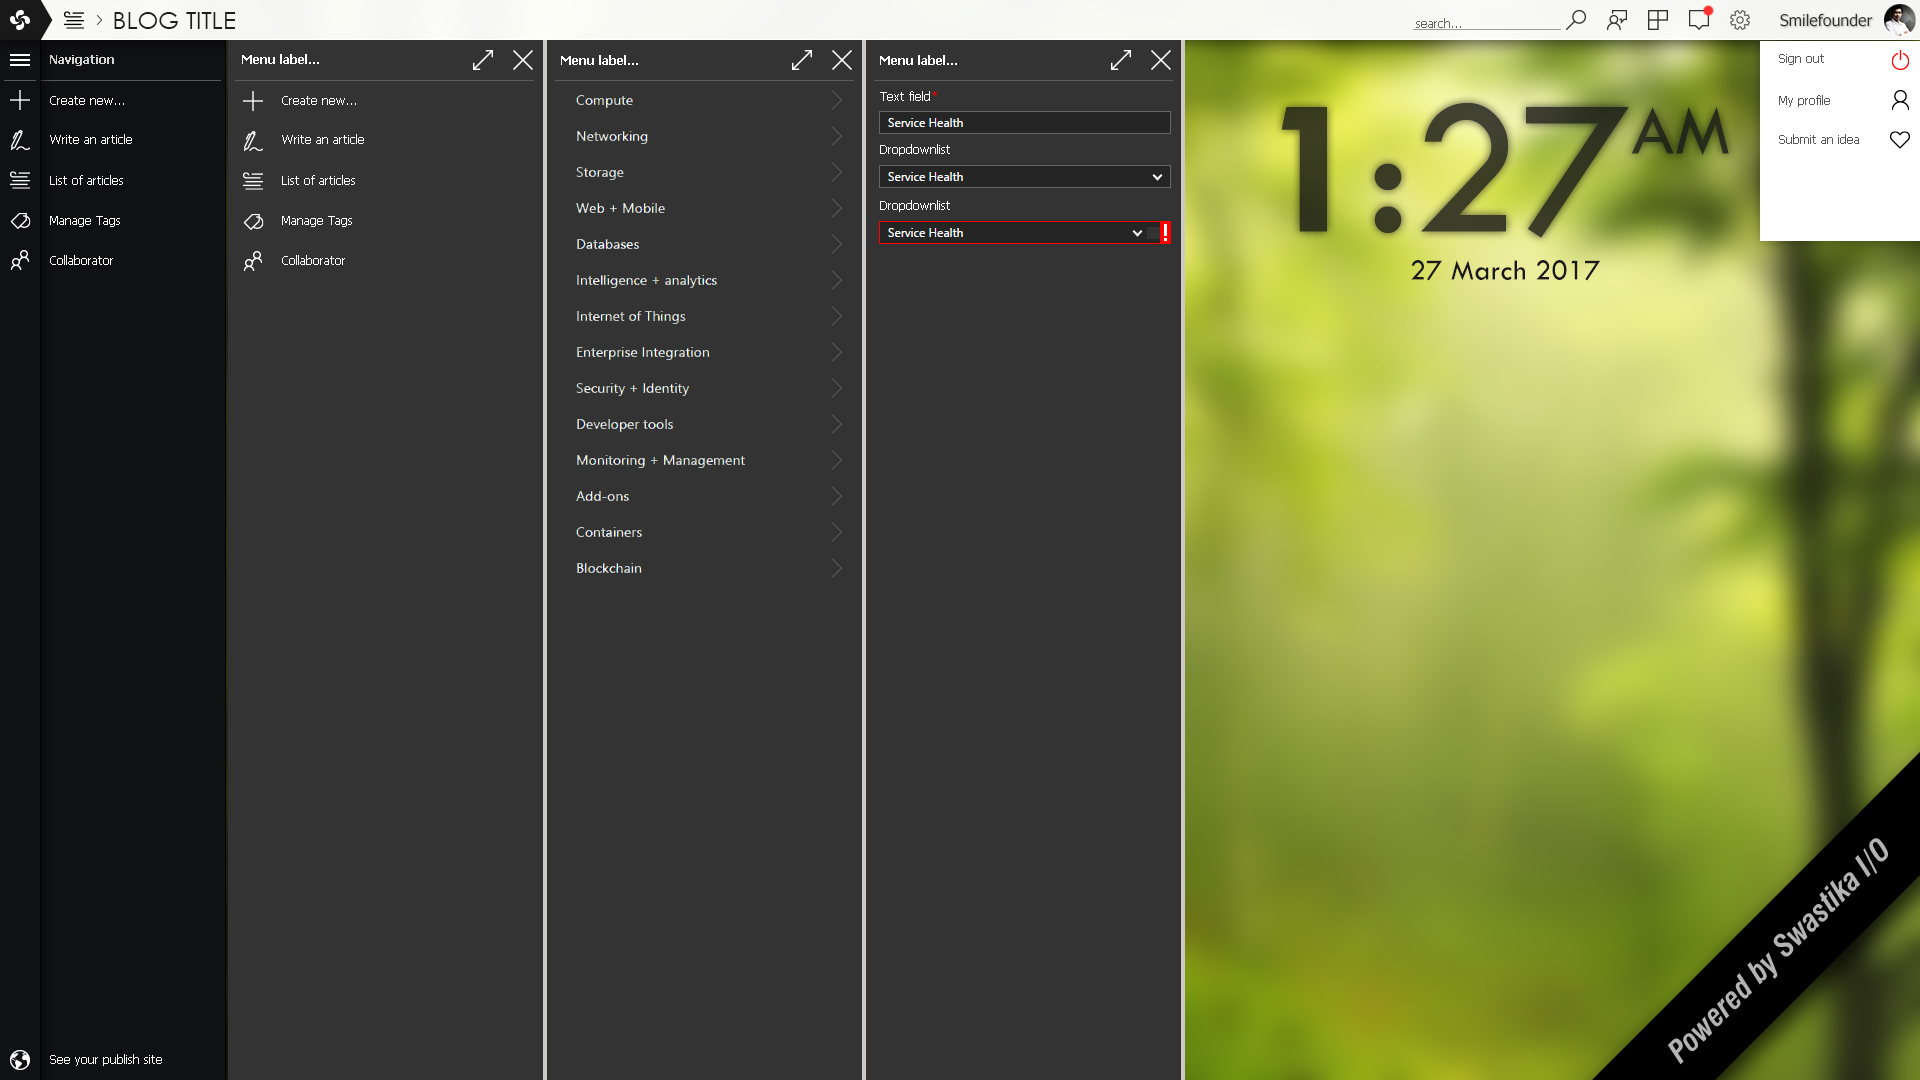 BLOG TITLE
search...
Smilefounder
Navigation
Create new...
Write an article
List of articles
Manage Tags
Collaborator
See your publish site
Menu label...
Create new...
Write an article
List of articles
Manage Tags
Collaborator
Menu label...
Compute
Networking
Storage
Web + Mobile
Databases
Intelligence + analytics
Internet of Things
Enterprise Integration
Security + Identity
Developer tools
Monitoring + Management
Add-ons
Containers
Blockchain
Menu label...
Text field*
Service Health
Dropdownlist
Service Health
Dropdownlist
Service Health
!
1:27 AM
27 March 2017
Sign out
My profile
Submit an idea
Powered by Swastika I/O